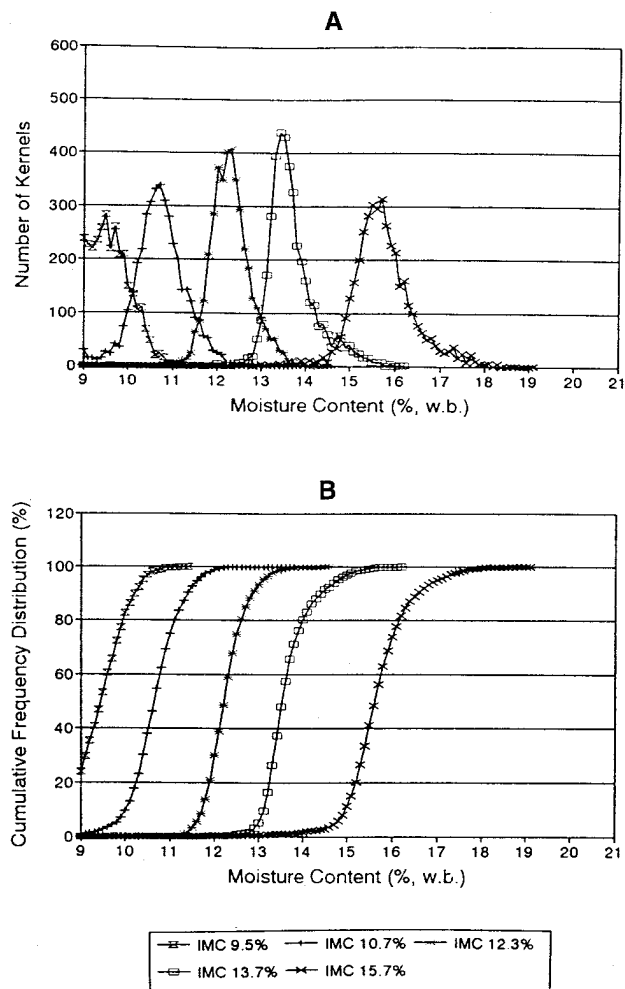 A
600
500
400
300
200
100
0
Number of Kernels
9 10 11 12 13 14 15 16 17 18 19 20 21
Moisture Content (%, w.b.)
B
120
100
80
60
40
20
0
Cumulative Frequency Distribution (%)
9 10 11 12 13 14 15 16 17 18 19 20 21
Moisture Content (%, w.b.)
IMC 9.5% IMC 10.7% IMC 12.3%
IMC 13.7% IMC 15.7%